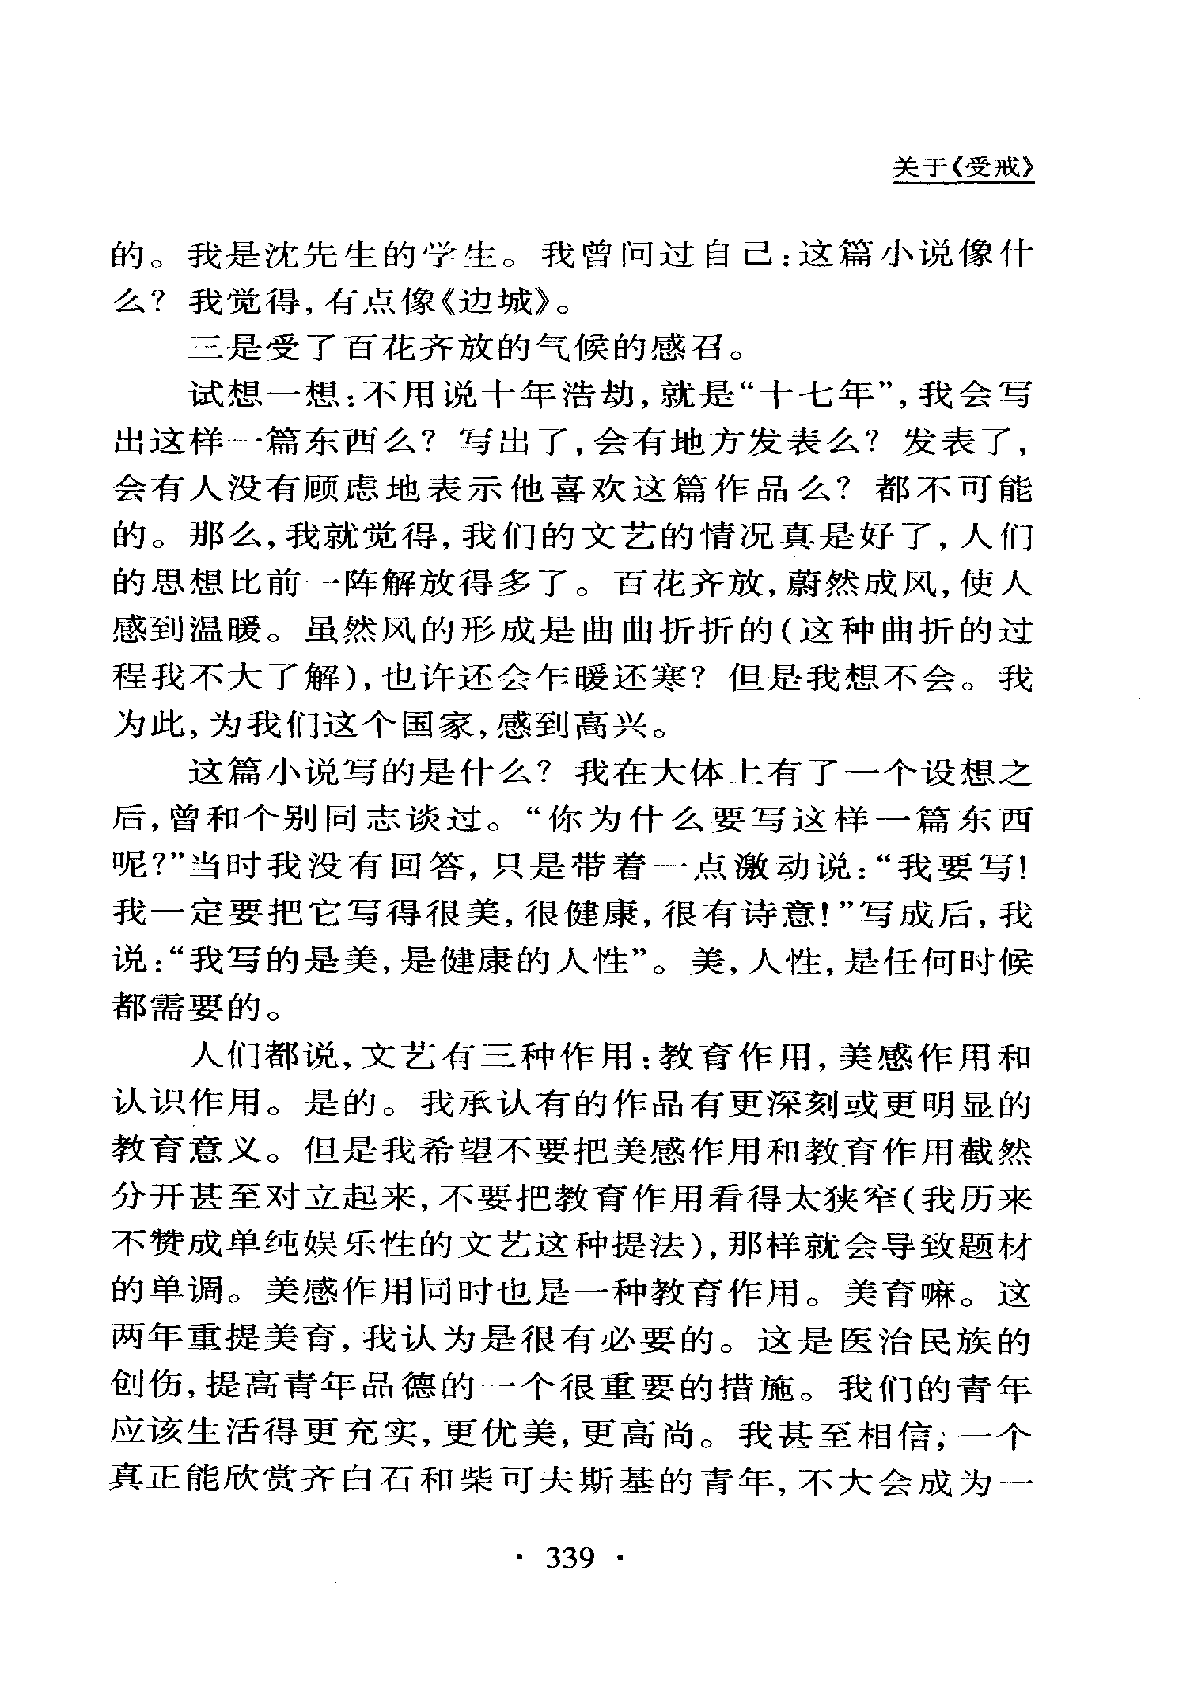 关于《受戒》
的。我是沈先生的学生。我曾问过自己:这篇小说像什
么? 我觉得,有点像《边城》。
三是受了百花齐放的气候的感召。
试想一想:不用说十年浩劫,就是“十七年”,我会写
出这样一篇东西么? 写出了,会有地方发表么? 发表了,
会有人没有顾虑地表示他喜欢这篇作品么? 都不可能
的。那么,我就觉得,我们的文艺的情况真是好了,人们
的思想比前一阵解放得多了。百花齐放,蔚然成风,使人
感到温暖。虽然风的形成是曲曲折折的(这种曲折的过
程我不大了解),也许还会乍暖还寒? 但是我想不会。我
为此,为我们这个国家,感到高兴。
这篇小说写的是什么? 我在大体上有了一个设想之
后,曾和个别同志谈过。“你为什么要写这样一篇东西
呢?”当时我没有回答,只是带着一点激动说:“我要写!
我一定要把它写得很美,很健康,很有诗意!”写成后,我
说:“我写的是美,是健康的人性”。美,人性,是任何时候
都需要的。
人们都说,文艺有三种作用:教育作用,美感作用和
认识作用。是的。我承认有的作品有更深刻或更明显的
教育意义。但是我希望不要把美感作用和教育作用截然
分开甚至对立起来,不要把教育作用看得太狭窄(我历来
不赞成单纯娱乐性的文艺这种提法),那样就会导致题材
的单调。美感作用同时也是一种教育作用。美育嘛。这
两年重提美育,我认为是很有必要的。这是医治民族的
创伤,提高青年品德的一个很重要的措施。我们的青年
应该生活得更充实,更优美,更高尚。我甚至相信,一个
真正能欣赏齐白石和柴可夫斯基的青年,不大会成为一
· 339 ·